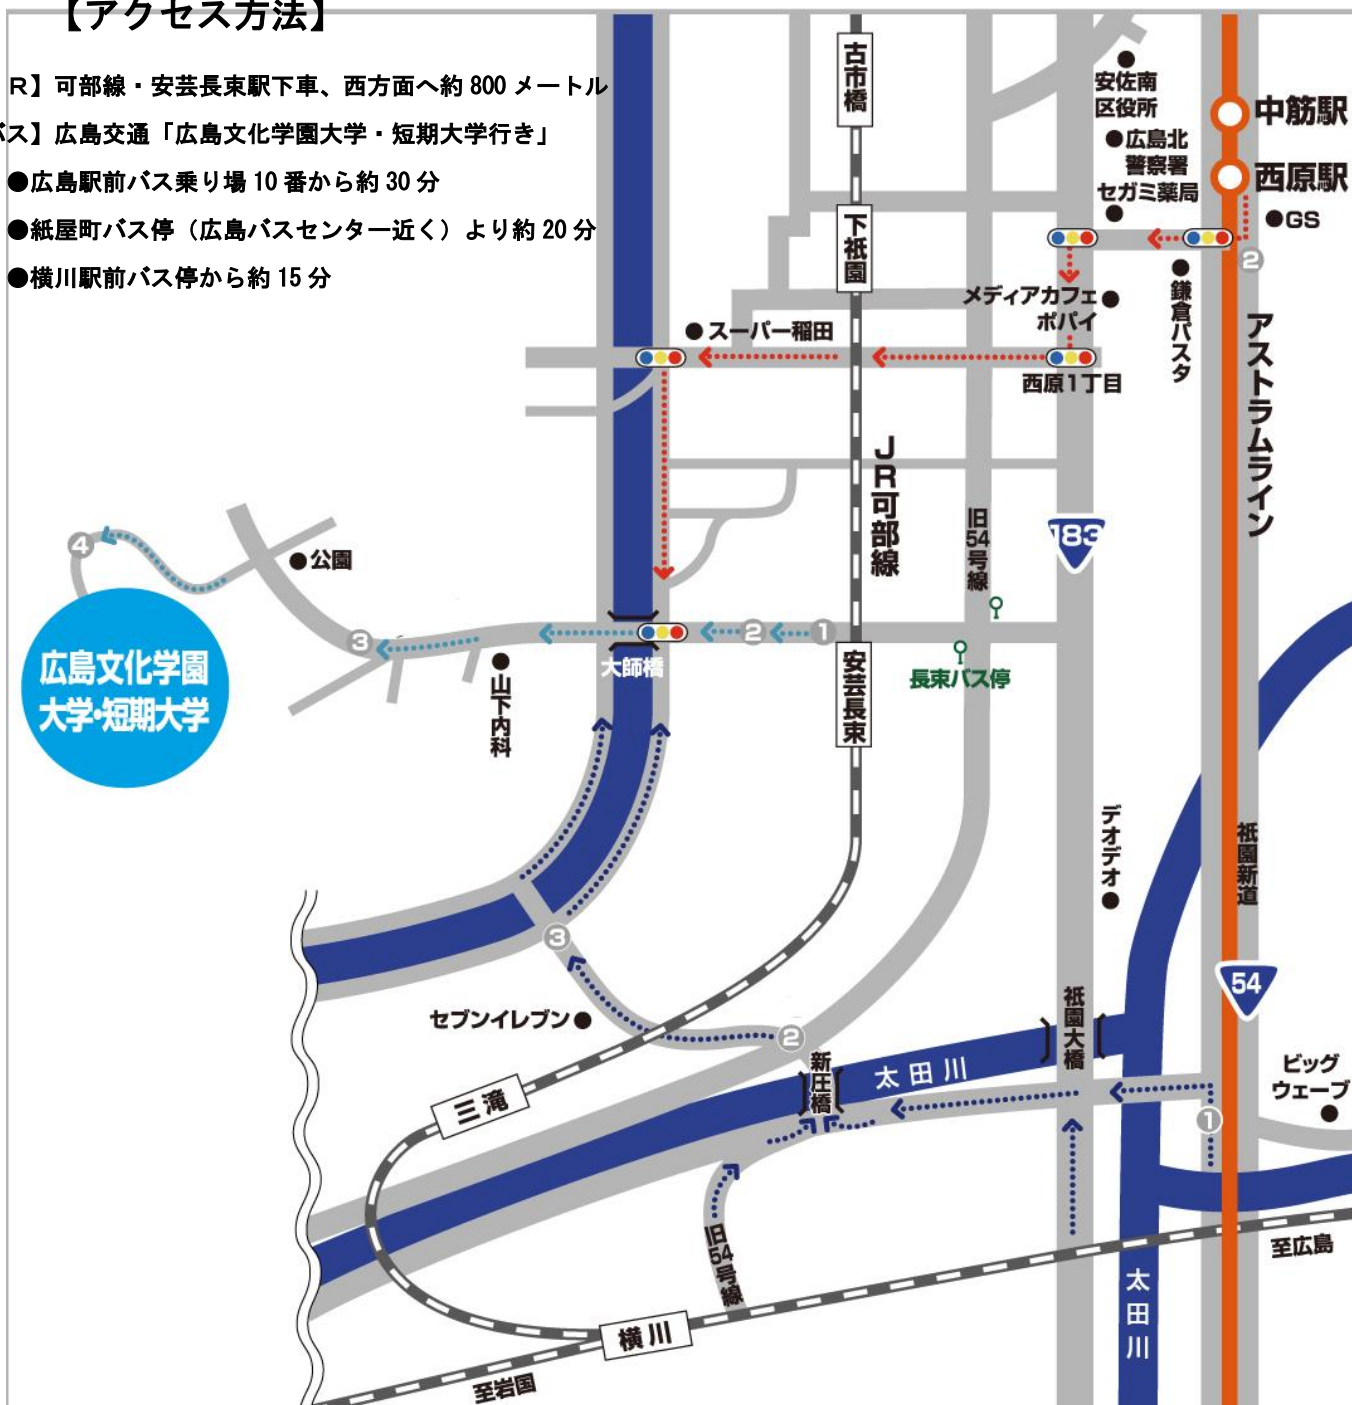 【アクセス方法】
Ｒ】可部線・安芸長束駅下車、西方面へ約 800 メートル
バス】広島交通「広島文化学園大学・短期大学行き」
●広島駅前バス乗り場 10 番から約 30 分
●紙屋町バス停（広島バスセンター近く）より約 20 分
●横川駅前バス停から約 15 分
古市橋
安佐南
区役所
中筋駅
広島北
警察署
西原駅
セガミ薬局
GS
下祇園
2
メディアカフェ
ポパイ
鎌倉パスタ
スーパー稲田
西原1丁目
アストラムライン
JR可部線
旧54号線
183
公園
4
3
2
1
大師橋
広島文化学園
大学・短期大学
山下内科
安芸長束
長束バス停
デオデオ
祇園新道
3
54
セブンイレブン
2
祇園大橋
新庄橋
太田川
ビッグ
ウェーブ
三滝
1
旧54号線
至広島
太田川
横川
至岩国